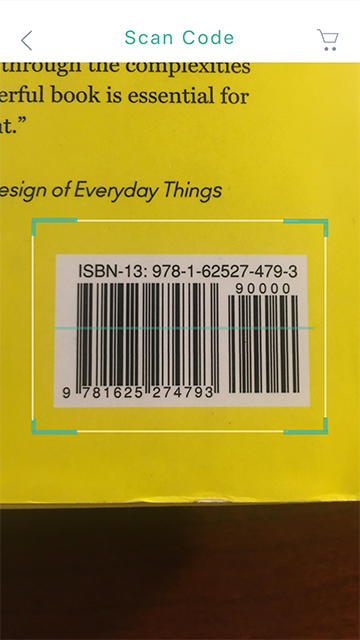 Scan Code
through the complexities
erful book is essential for
t.”
esign of Everyday Things
ISBN-13: 978-1-62527-479-3
90000
9 781625 274793